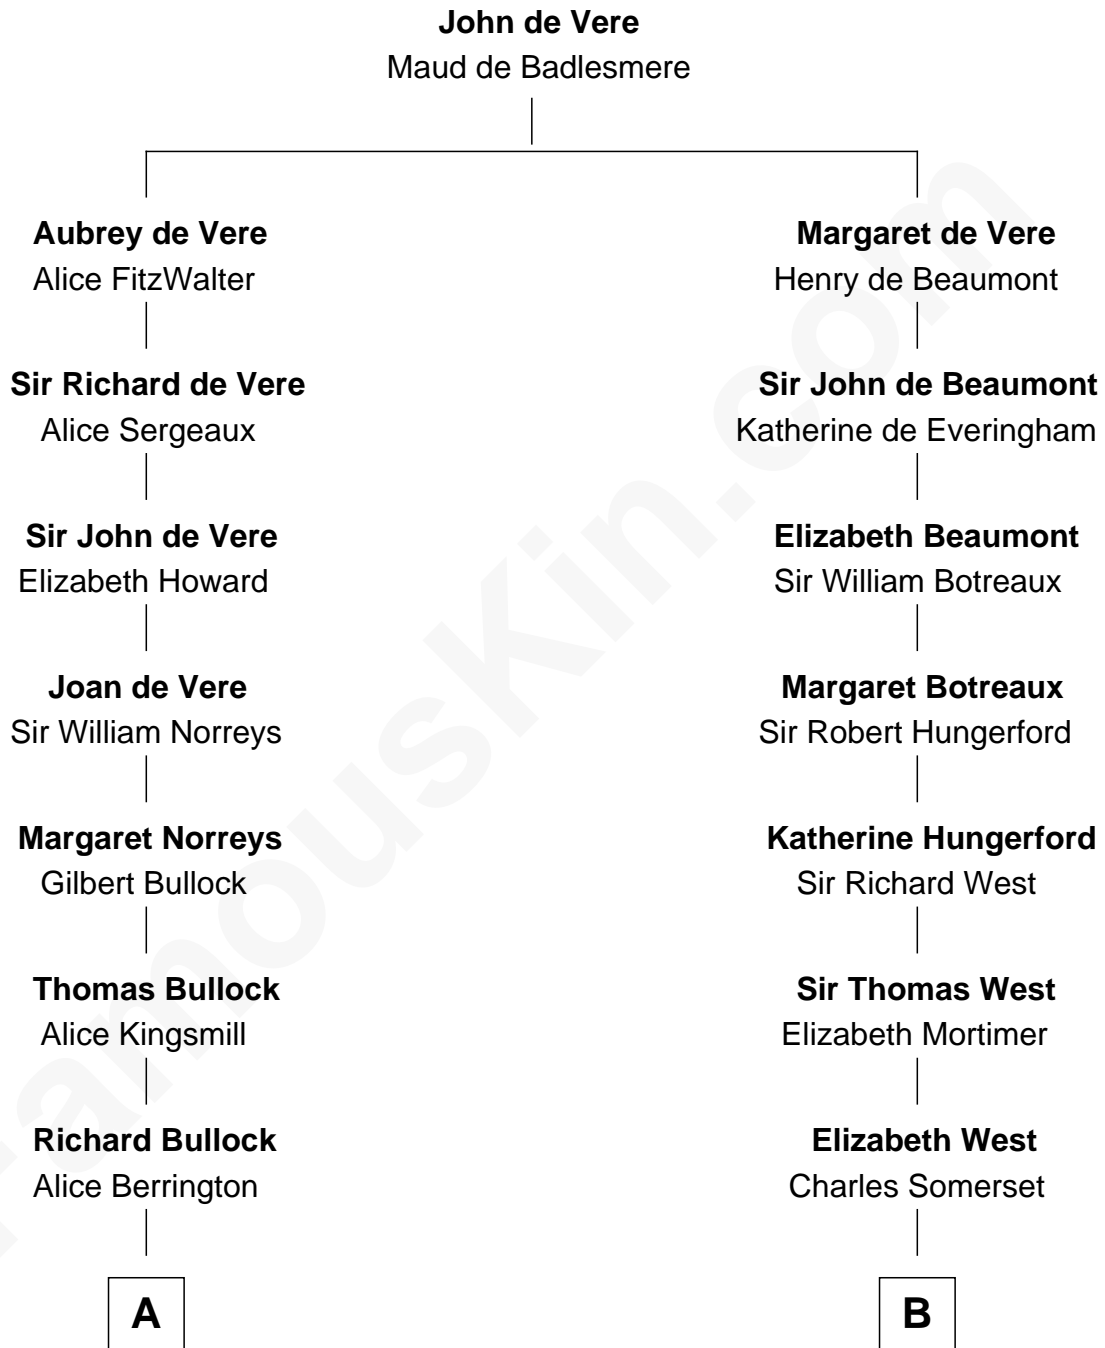 John de Vere
Maud de Badlesmere
Aubrey de Vere
Alice FitzWalter
Margaret de Vere
Henry de Beaumont
Sir Richard de Vere
Alice Sergeaux
Sir John de Beaumont
Katherine de Everingham
Sir John de Vere
Elizabeth Howard
Elizabeth Beaumont
Sir William Botreaux
Joan de Vere
Sir William Norreys
Margaret Botreaux
Sir Robert Hungerford
Margaret Norreys
Gilbert Bullock
Katherine Hungerford
Sir Richard West
Thomas Bullock
Alice Kingsmill
Sir Thomas West
Elizabeth Mortimer
Richard Bullock
Alice Berrington
Elizabeth West
Charles Somerset
A
B
FamousKin.com